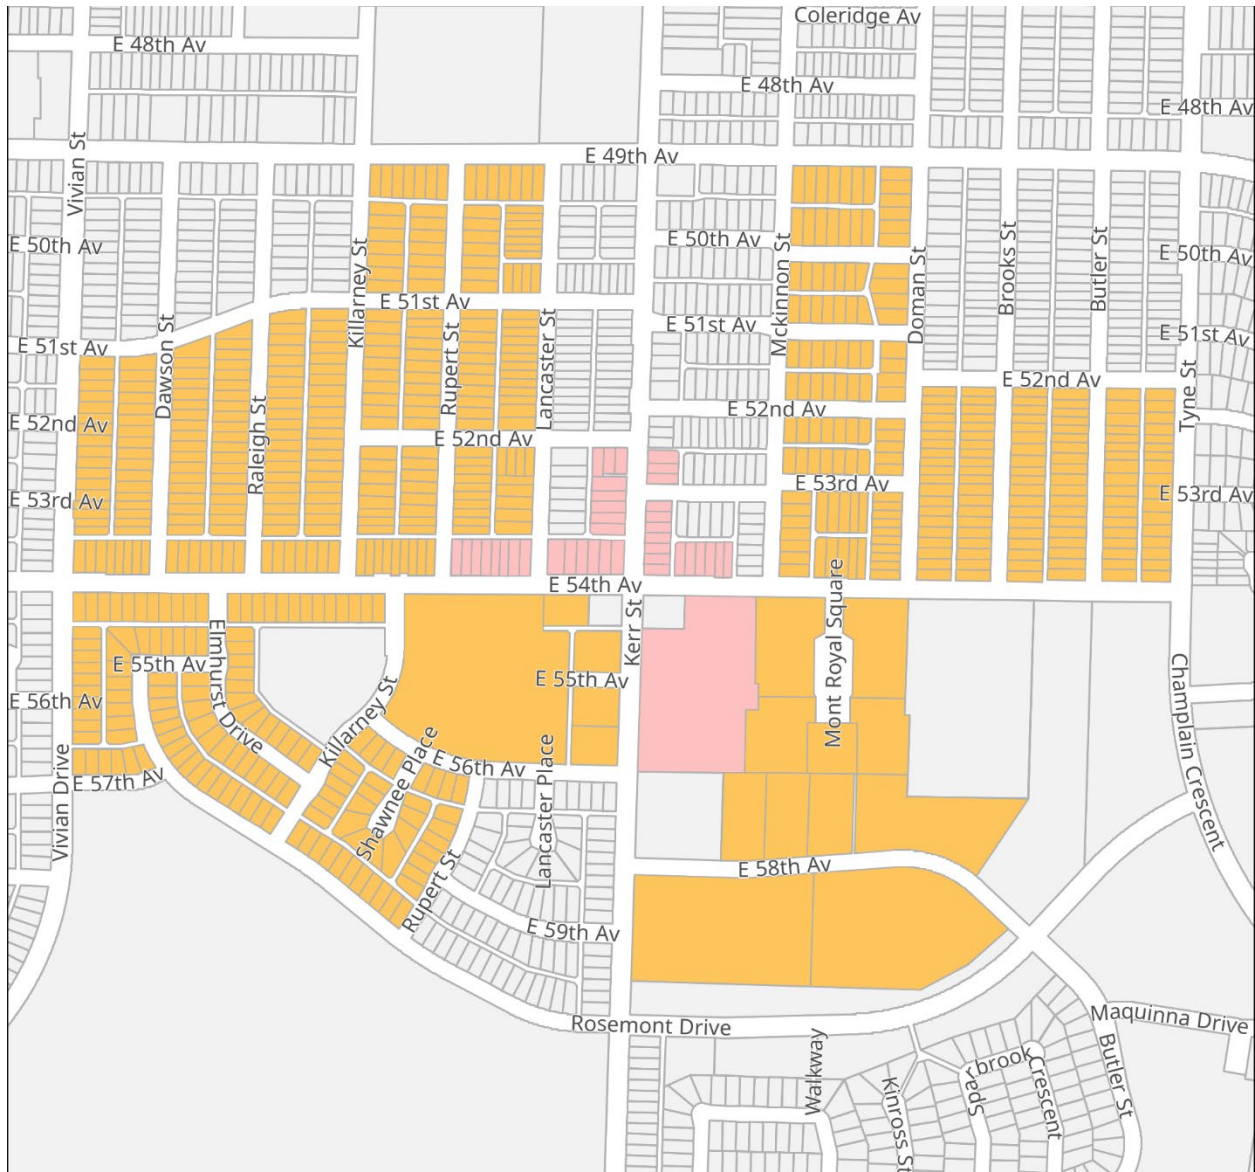 Coleridge Av
E 48th Av
E 48th Av
E 48th Av
E 49th Av
Vivian St
E 50th Av
E 50th Av
E 50th Av
Killarney St
Mckinnon St
Doman St
Brooks St
Butler St
E 51st Av
E 51st Av
E 51st Av
E 51st Av
Dawson St
Rupert St
Lancaster St
Tyne St
E 52nd Av
E 52nd Av
E 52nd Av
E 52nd Av
Raleigh St
E 53rd Av
E 53rd Av
E 53rd Av
E 54th Av
Kerr St
Mont Royal Square
Elmhurst Drive
E 55th Av
E 55th Av
E 56th Av
Killarney St
Champlain Crescent
Shawnee Place
E 56th Av
Lancaster Place
Vivian Drive
E 57th Av
E 58th Av
Rupert St
E 59th Av
Rosemont Drive
Maquinna Drive
Walkway
Kinross St
rbrook
Spea
Crescent
Butler St